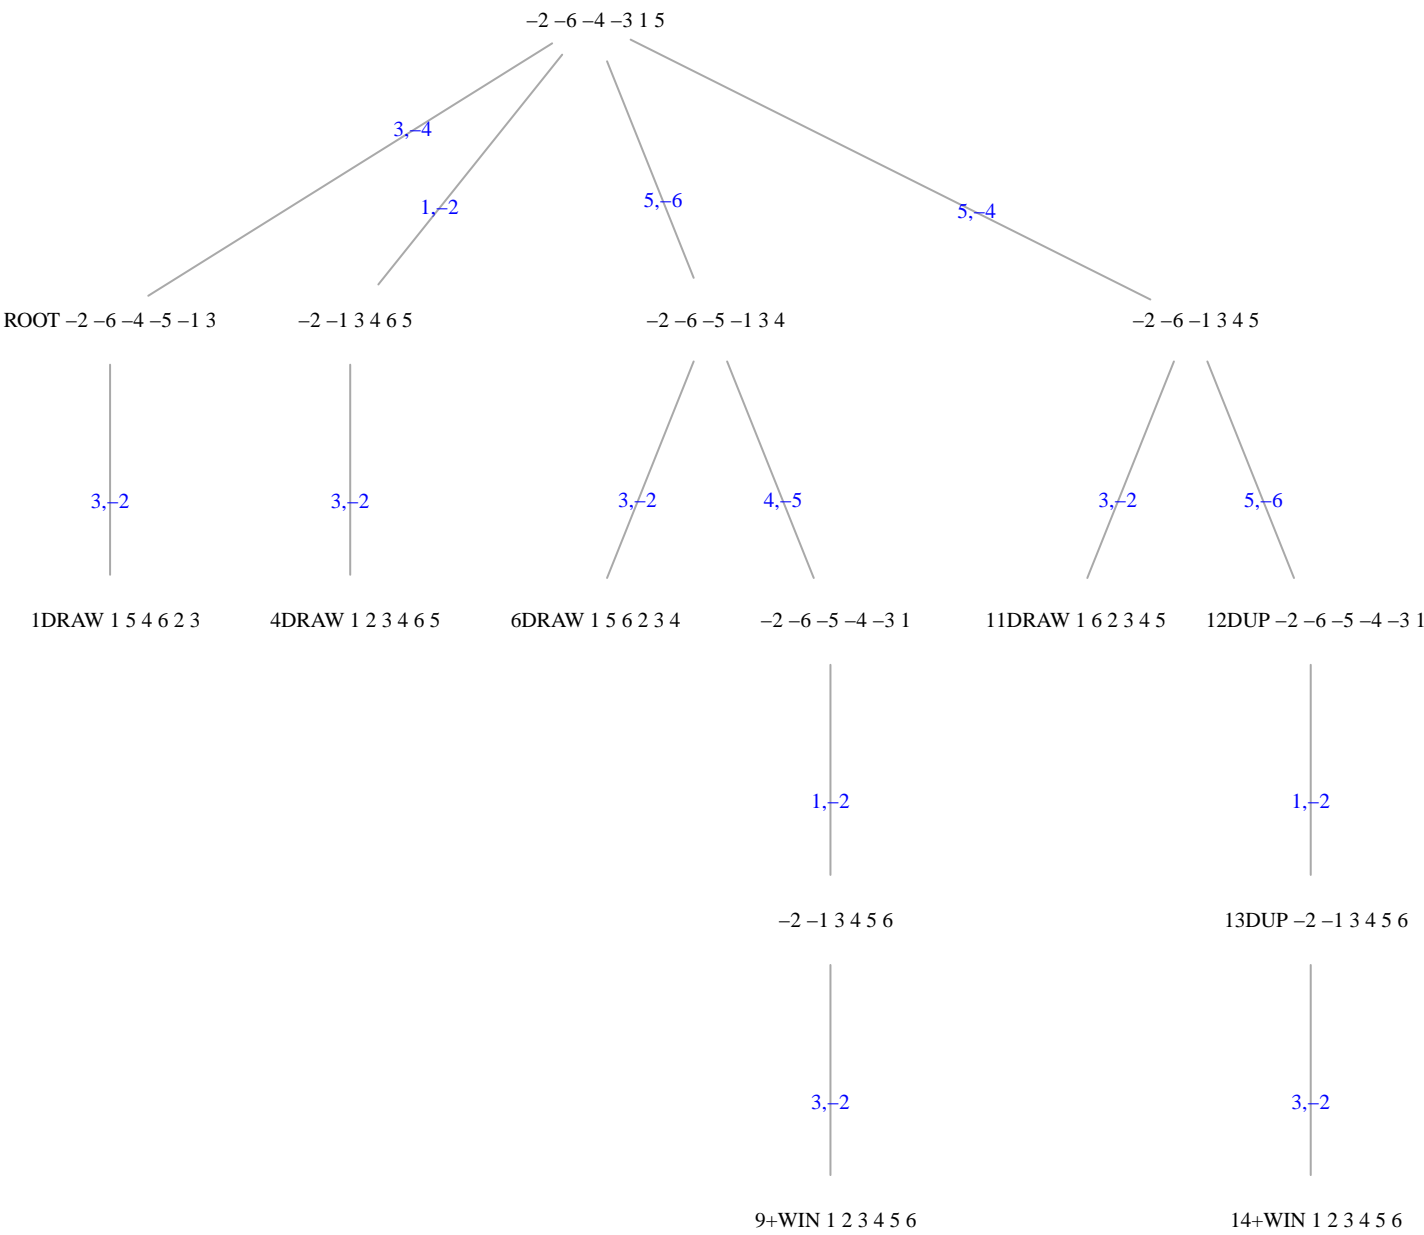 −2 −6 −4 −3 1 5
3,−4
1,−2
5,−6
5,−4
ROOT −2 −6 −4 −5 −1 3
−2 −1 3 4 6 5
−2 −6 −5 −1 3 4
−2 −6 −1 3 4 5
3,−2
3,−2
3,−2
4,−5
3,−2
5,−6
1DRAW 1 5 4 6 2 3
4DRAW 1 2 3 4 6 5
6DRAW 1 5 6 2 3 4
−2 −6 −5 −4 −3 1
11DRAW 1 6 2 3 4 5
12DUP −2 −6 −5 −4 −3 1
1,−2
1,−2
−2 −1 3 4 5 6
13DUP −2 −1 3 4 5 6
3,−2
3,−2
9+WIN 1 2 3 4 5 6
14+WIN 1 2 3 4 5 6